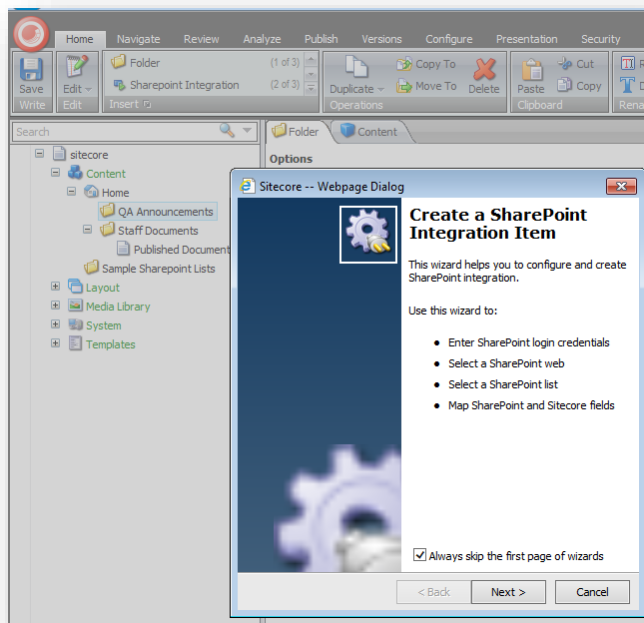 Home Navigate Review Analyze Publish Versions Configure Presentation Security
Folder (1 of 3) Copy To Cut
Save Edit Sharepoint Integration (2 of 3) Duplicate Move To Delete Paste Copy
Write Edit Insert Operations Clipboard Rena
Search
Folder Content
Options
sitecore
Content
Home
QA Announcements
Staff Documents
Published Document
Sample Sharepoint Lists
Layout
Media Library
System
Templates
Sitecore -- Webpage Dialog
Create a SharePoint
Integration Item
This wizard helps you to configure and create
SharePoint integration.
Use this wizard to:
• Enter SharePoint login credentials
• Select a SharePoint web
• Select a SharePoint list
• Map SharePoint and Sitecore fields
Always skip the first page of wizards
< Back Next > Cancel